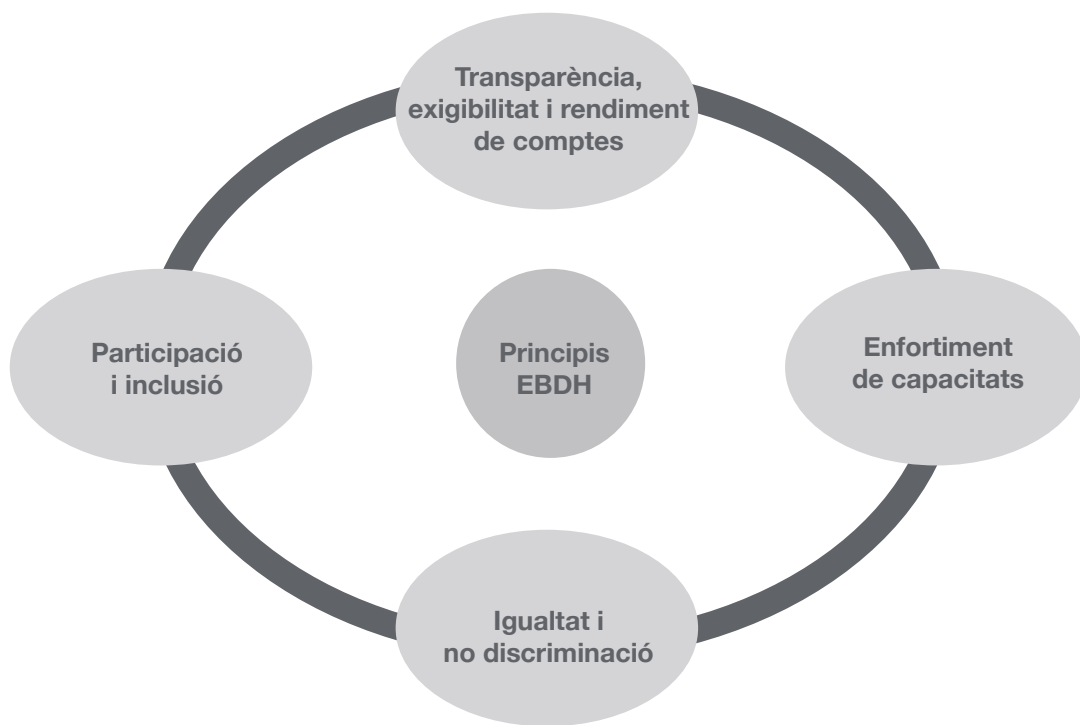 Transparència,
exigibilitat i rendiment
de comptes
Participació
i inclusió
Principis
EBDH
Enfortiment
de capacitats
Igualtat i
no discriminació